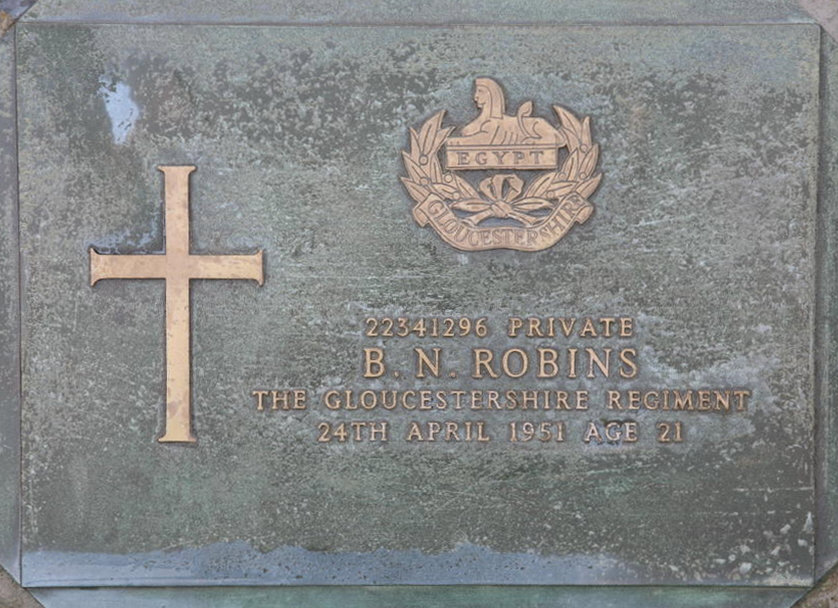 EGYPT
GLOUCESTERSHIRE
22341296 PRIVATE
B. N. ROBINS
THE GLOUCESTERSHIRE REGIMENT
24TH APRIL 1951 AGE 21